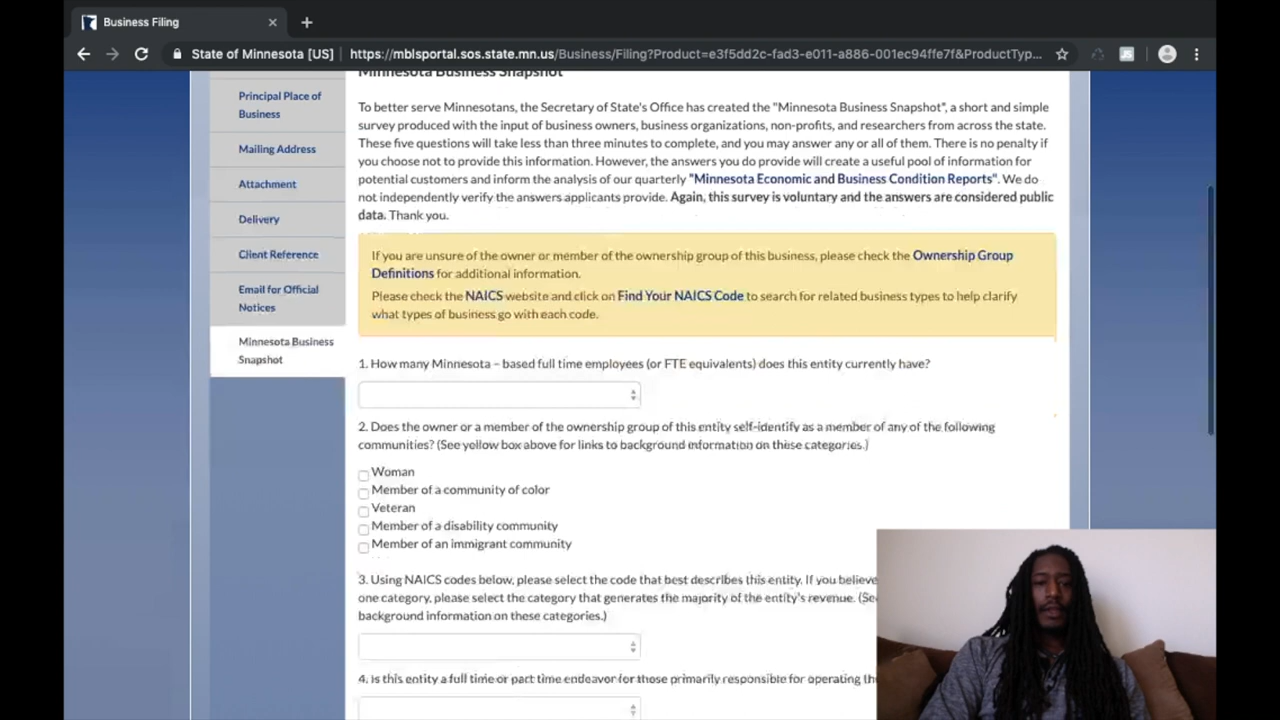 Business Filing
State of Minnesota [US]
https://mblsportal.sos.state.mn.us/Business/Filing?Product=e3f5dd2c-fad3-e011-a886-001ec94ffe7f&ProductTyp...
Minnesota Business Snapshot
Principal Place of
Business
Mailing Address
Attachment
Delivery
Client Reference
Email for Official
Notices
Minnesota Business
Snapshot
To better serve Minnesotans, the Secretary of State's Office has created the "Minnesota Business Snapshot", a short and simple
survey produced with the input of business owners, business organizations, non-profits, and researchers from across the state.
These five questions will take less than three minutes to complete, and you may answer any or all of them. There is no penalty if
you choose not to provide this information. However, the answers you do provide will create a useful pool of information for
potential customers and inform the analysis of our quarterly "Minnesota Economic and Business Condition Reports". We do
not independently verify the answers applicants provide. Again, this survey is voluntary and the answers are considered public
data. Thank you.
If you are unsure of the owner or member of the ownership group of this business, please check the Ownership Group
Definitions for additional information.
Please check the NAICS website and click on Find Your NAICS Code to search for related business types to help clarify
what types of business go with each code.
1. How many Minnesota – based full time employees (or FTE equivalents) does this entity currently have?
2. Does the owner or a member of the ownership group of this entity self-identify as a member of any of the following
communities? (See yellow box above for links to background information on these categories.)
Woman
Member of a community of color
Veteran
Member of a disability community
Member of an immigrant community
3. Using NAICS codes below, please select the code that best describes this entity. If you believe
one category, please select the category that generates the majority of the entity's revenue. (See
background information on these categories.)
4. Is this entity a full time or part time endeavor for those primarily responsible for operating